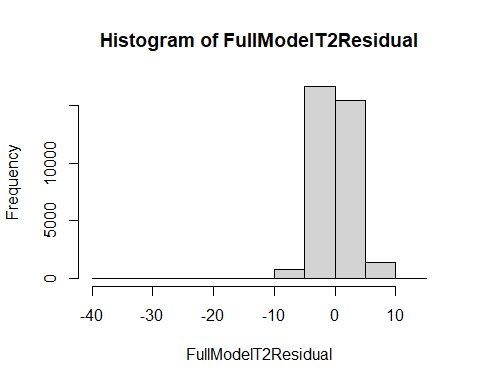 Histogram of FullModelT2Residual
Frequency
10000
5000
0
-40 -30 -20 -10 0 10
FullModelT2Residual